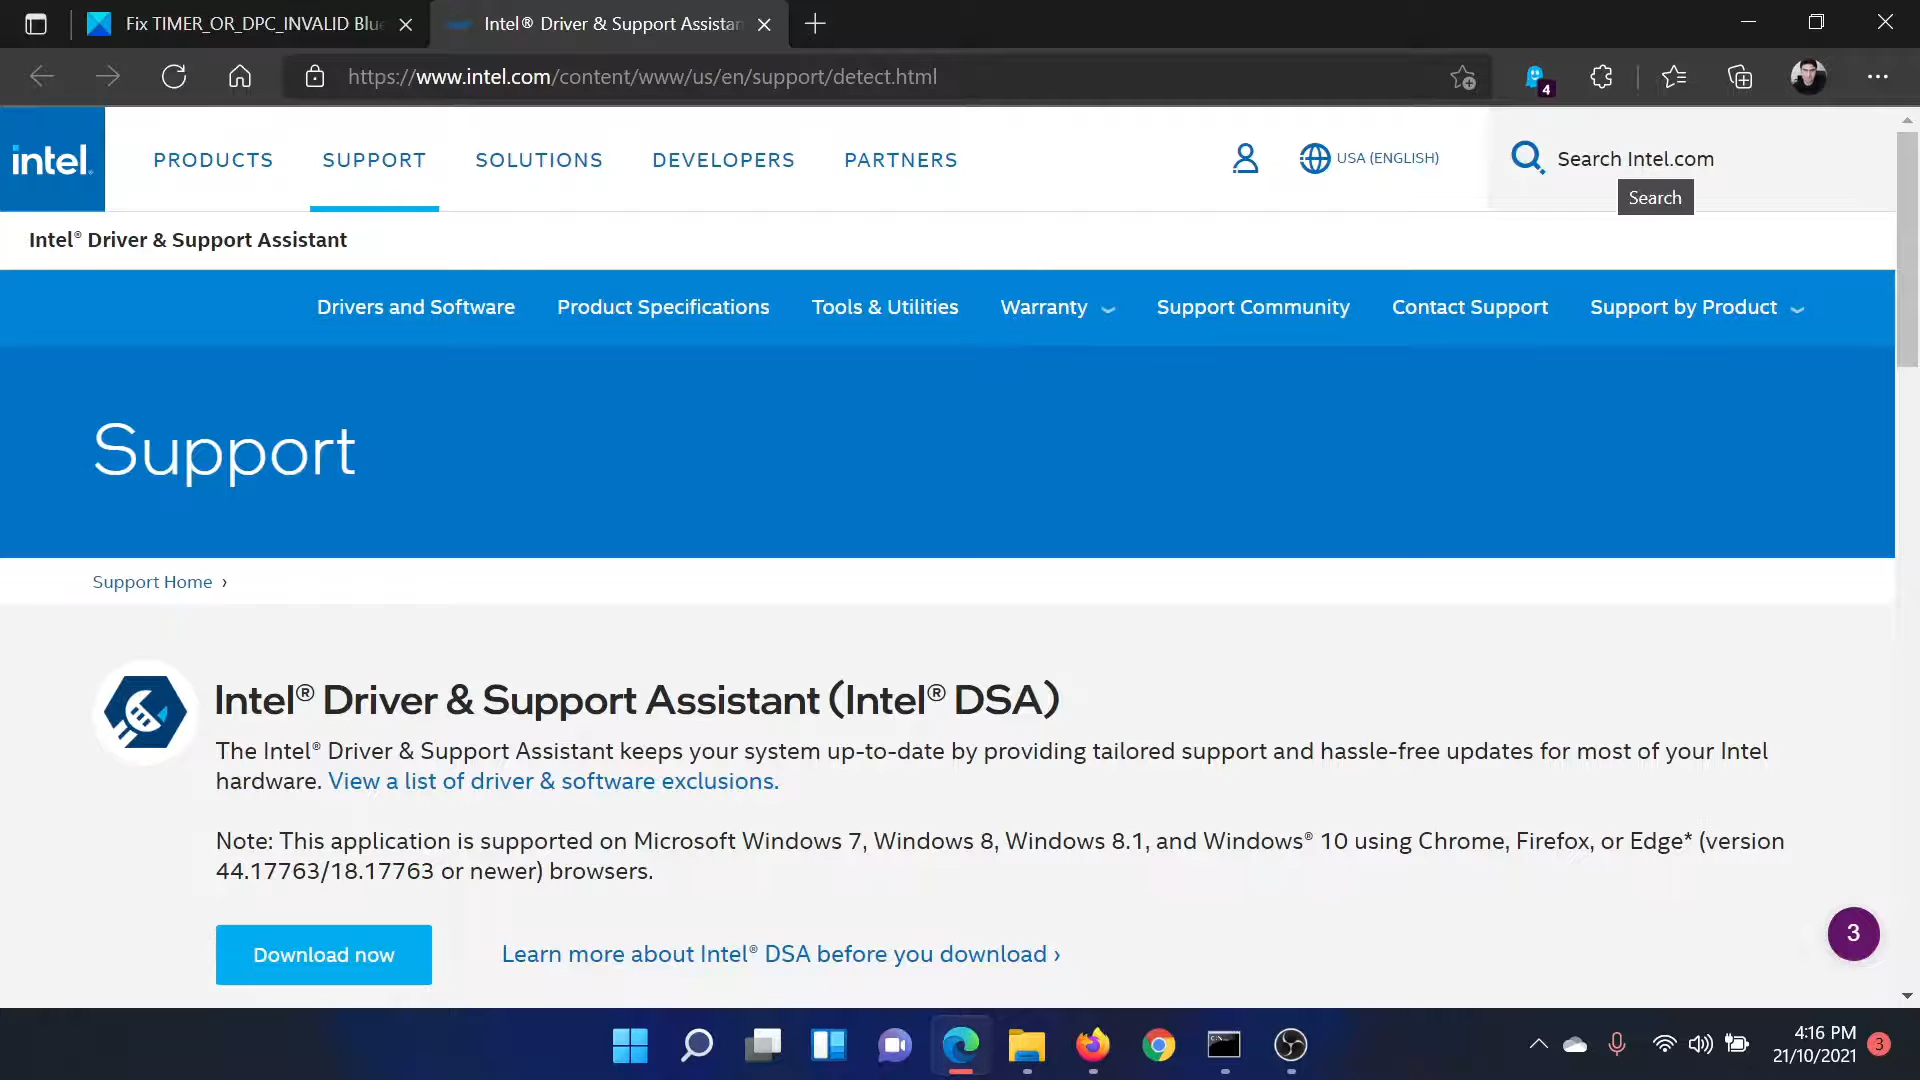 Fix TIMER_OR_DPC_INVALID Blu
Intel® Driver & Support Assistan
https://www.intel.com/content/www/us/en/support/detect.html
4
intel.
PRODUCTS
SUPPORT
SOLUTIONS
DEVELOPERS
PARTNERS
USA (ENGLISH)
Search Intel.com
Search
Intel® Driver & Support Assistant
Drivers and Software
Product Specifications
Tools & Utilities
Warranty
Support Community
Contact Support
Support by Product
Support
Support Home ›
Intel® Driver & Support Assistant (Intel® DSA)
The Intel® Driver & Support Assistant keeps your system up-to-date by providing tailored support and hassle-free updates for most of your Intel
hardware. View a list of driver & software exclusions.
Note: This application is supported on Microsoft Windows 7, Windows 8, Windows 8.1, and Windows® 10 using Chrome, Firefox, or Edge* (version
44.17763/18.17763 or newer) browsers.
Download now
Learn more about Intel® DSA before you download ›
3
4:16 PM
21/10/2021
3